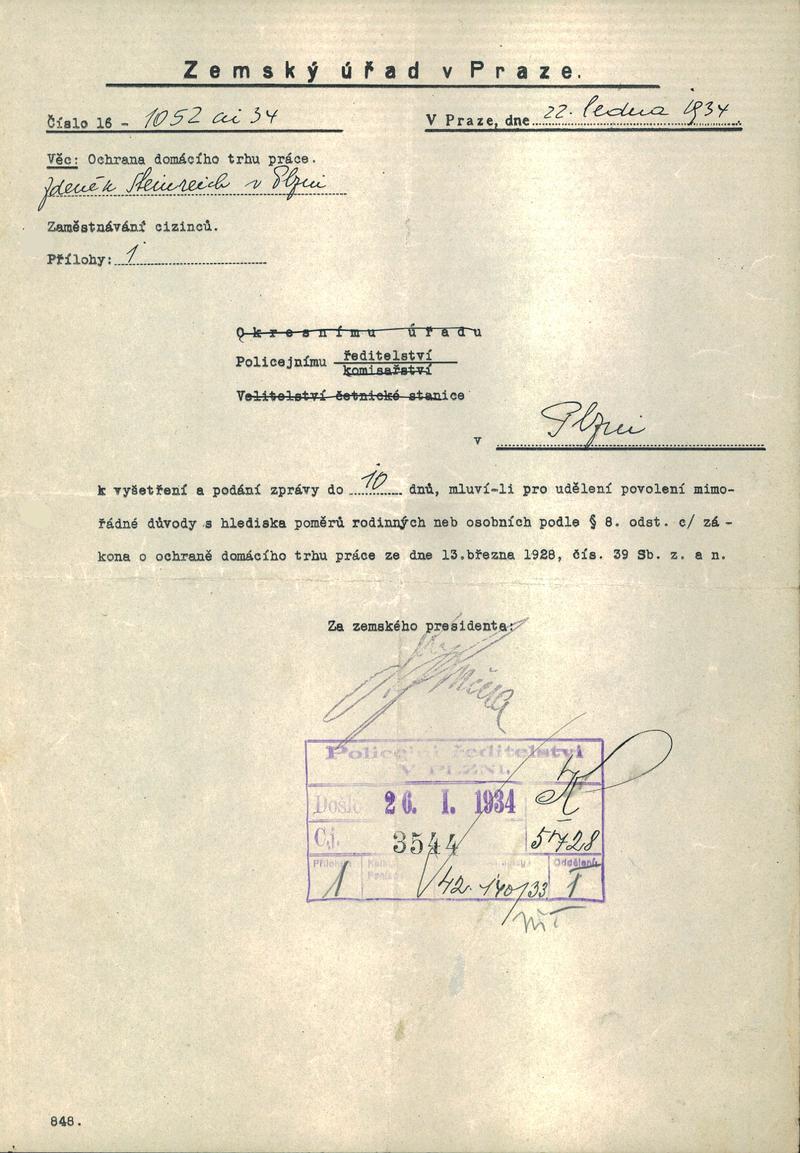 Zemský úřad v Praze.
Číslo 16 - 1052 ai 34
V Praze, dne 22. ledna 1934
Věc: Ochrana domácího trhu práce.
Zdeněk Steinreich v Plzni
Zaměstnávání cizinců.
Přílohy: 1
Okresnímu úřadu
Policejnímu ředitelství
komisařství
Velitelství četnické stanice
v Plzni
k vyšetření a podání zprávy do 10 dnů, mluví-li pro udělení povolení mimo-
řádné důvody s hlediska poměrů rodinných neb osobních podle § 8. odst. c/ zá -
kona o ochraně domácího trhu práce ze dne 13.března 1928, čís. 39 Sb. z. a n.
Za zemského presidenta:
Policejní ředitelství
V PLZNI.
Došlo 26. I. 1934
Č.j. 3544 5728
Přílohy Oddělení
1 42 140/33 I
848.